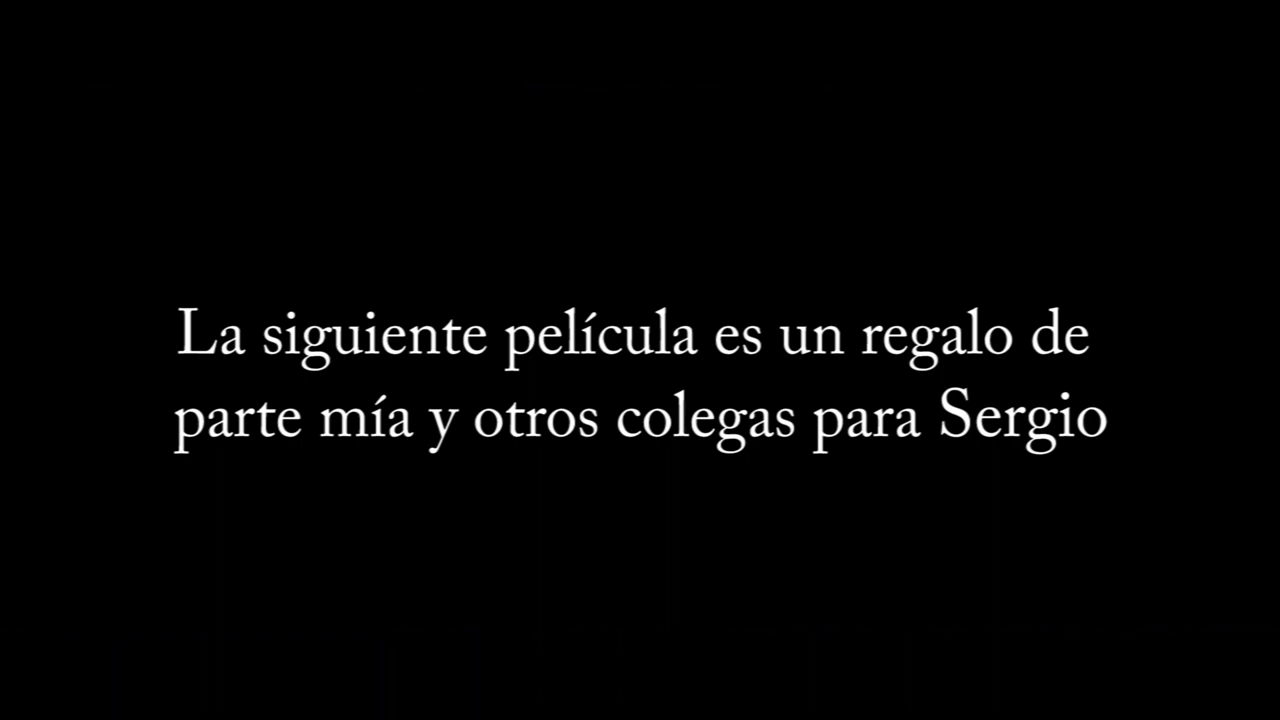 La siguiente película es un regalo de
parte mía y otros colegas para Sergio